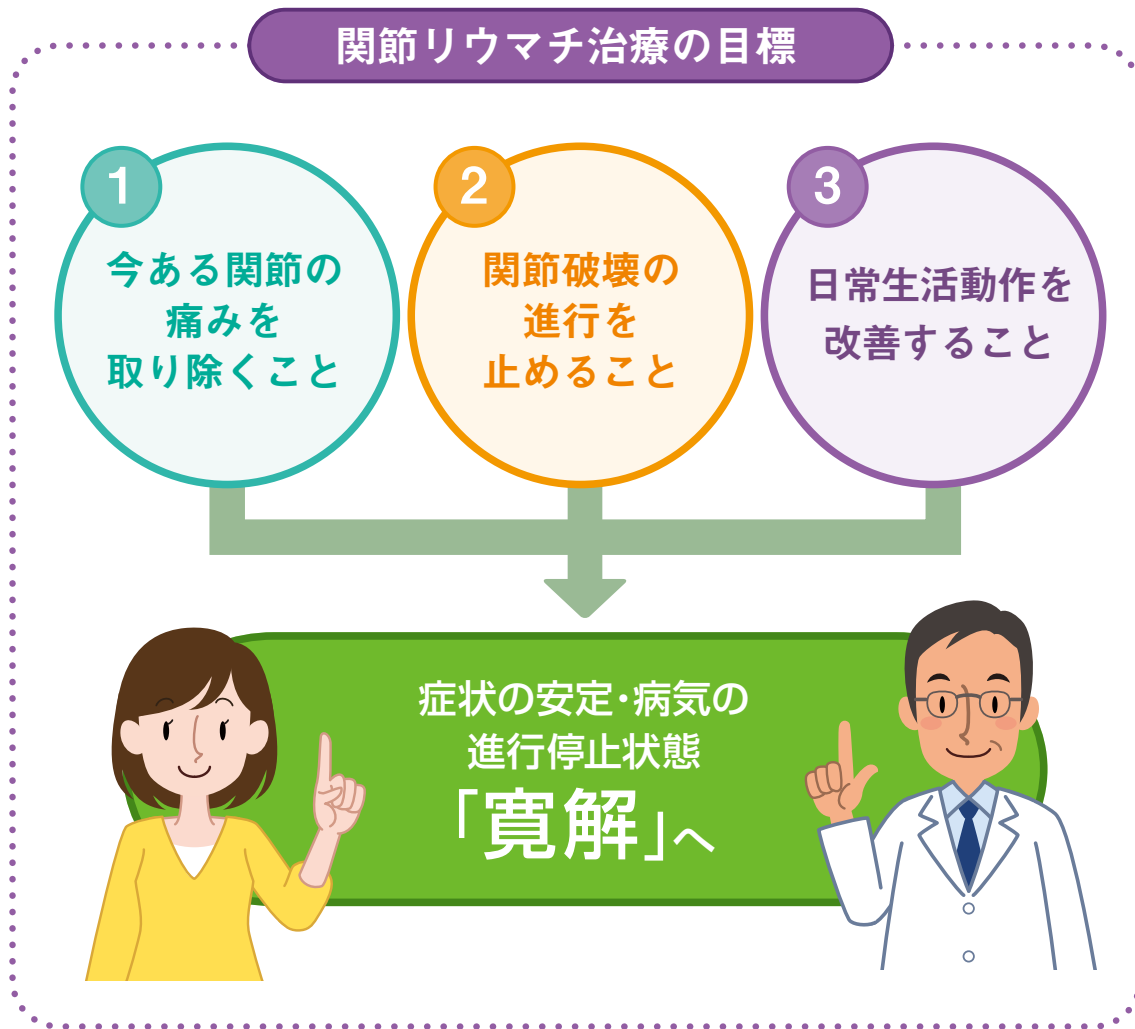 関節リウマチ治療の目標
1
今ある関節の
痛みを
取り除くこと
2
関節破壊の
進行を
止めること
3
日常生活動作を
改善すること
症状の安定・病気の
進行停止状態
「寛解」へ